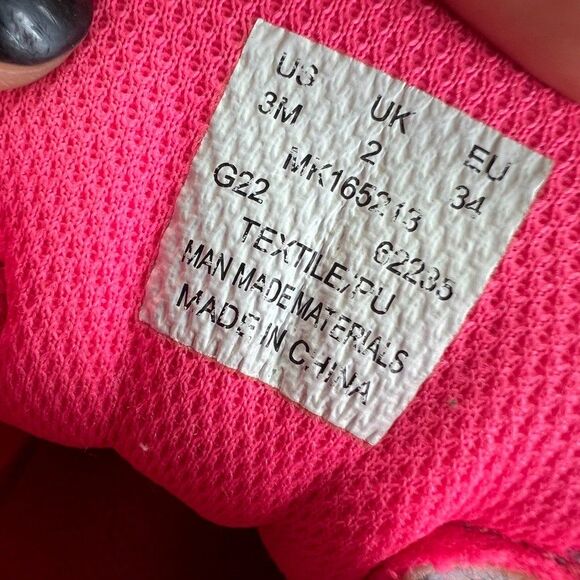 US UK EU
3M 2 34
MK165213
G22 62235
TEXTILE/PU
MAN MADE MATERIALS
MADE IN CHINA